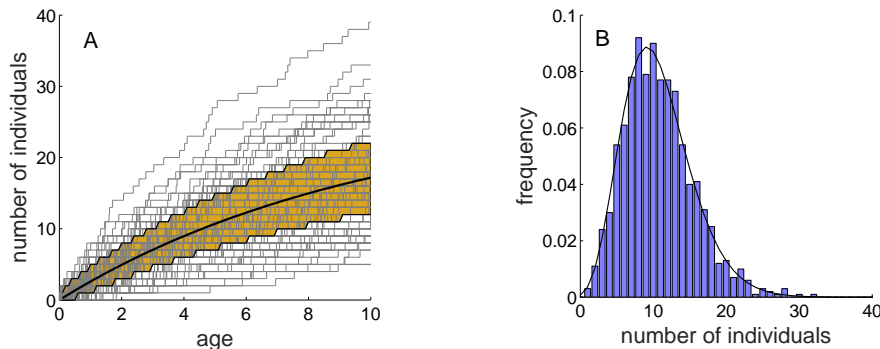 A
number of individuals
40
30
20
10
0
0 2 4 6 8 10
age
B
frequency
0.1
0.08
0.06
0.04
0.02
0
0 10 20 30 40
number of individuals